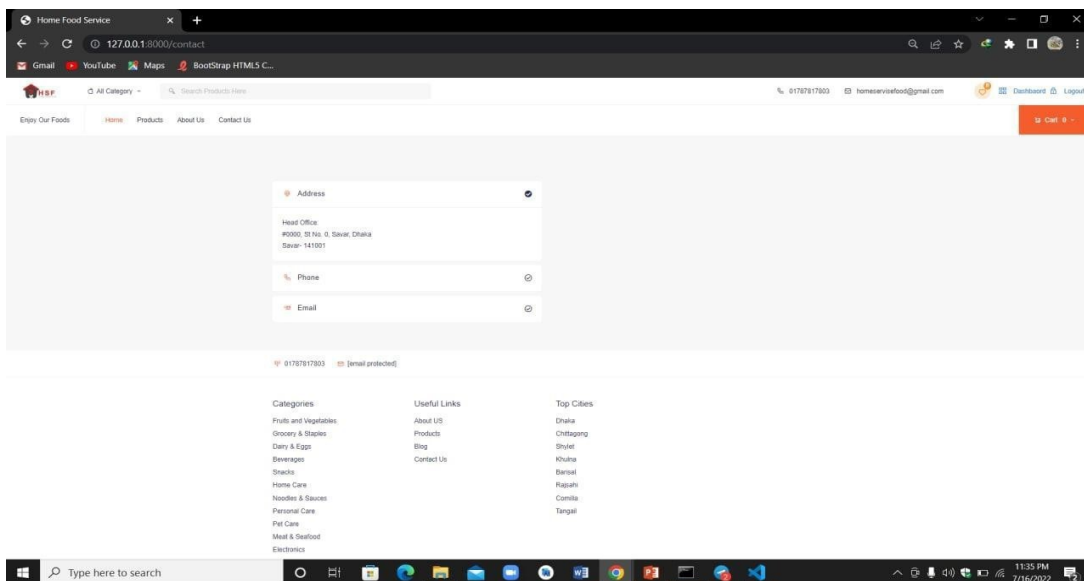 Home Food Service
127.0.0.1:8000/contact
Gmail YouTube Maps BootStrap HTML5 C...
HSF All Category Search Products Here 01787817803 homeservisefood@gmail.com 0 Dashboard Logout
Enjoy Our Foods Home Products About Us Contact Us Cart 0
Address
Head Office
#0000, St No. 0, Savar, Dhaka
Savar- 141001
Phone
Email
01787817803 [email protected]
Categories Useful Links Top Cities
Fruits and Vegetables About US Dhaka
Grocery & Staples Products Chittagong
Dairy & Eggs Blog Shylet
Beverages Contact Us Khulna
Snacks Barisal
Home Care Rajsahi
Noodles & Sauces Comilla
Personal Care Tangail
Pet Care
Meat & Seafood
Electronics
Type here to search 11:35 PM
7/16/2022